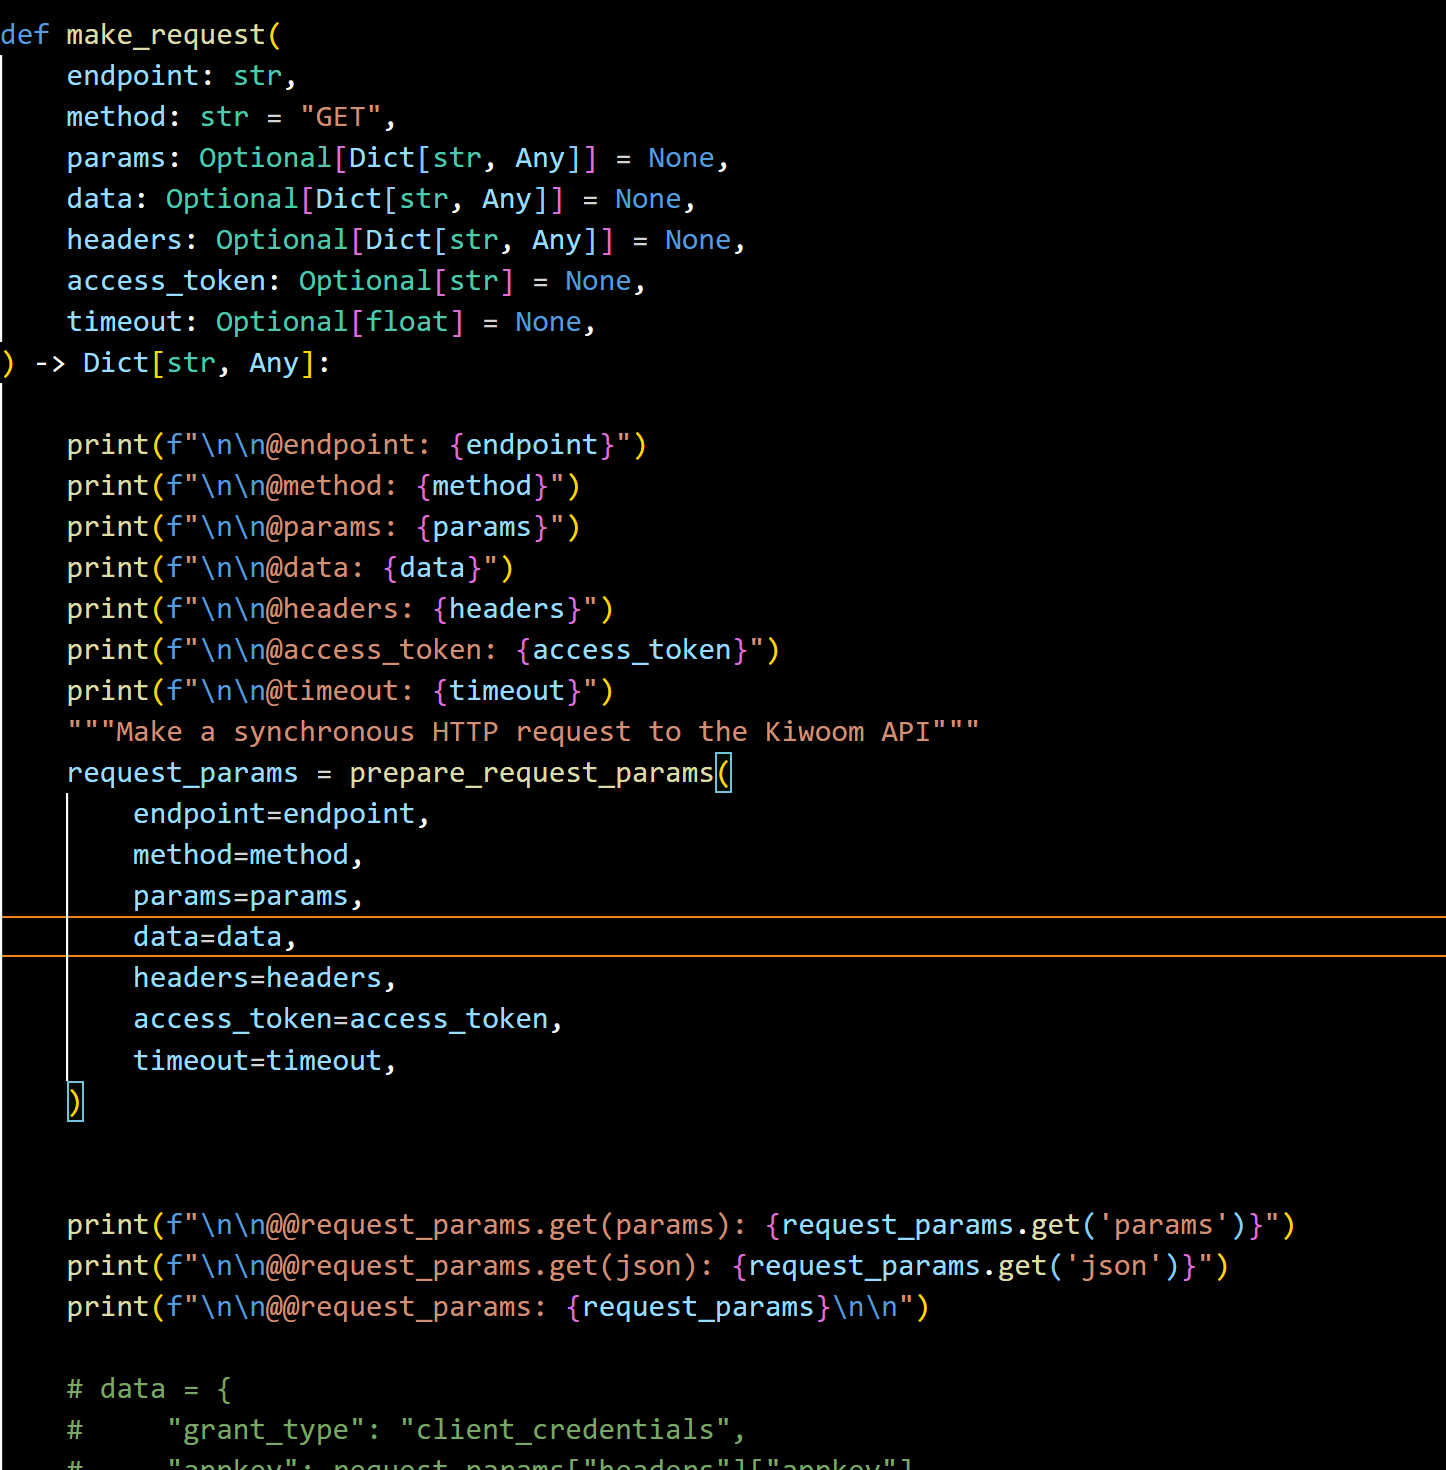 def make_request(
    endpoint: str,
    method: str = "GET",
    params: Optional[Dict[str, Any]] = None,
    data: Optional[Dict[str, Any]] = None,
    headers: Optional[Dict[str, Any]] = None,
    access_token: Optional[str] = None,
    timeout: Optional[float] = None,
) -> Dict[str, Any]:
    print(f"\n\n@endpoint: {endpoint}")
    print(f"\n\n@method: {method}")
    print(f"\n\n@params: {params}")
    print(f"\n\n@data: {data}")
    print(f"\n\n@headers: {headers}")
    print(f"\n\n@access_token: {access_token}")
    print(f"\n\n@timeout: {timeout}")
    """Make a synchronous HTTP request to the Kiwoom API"""
    request_params = prepare_request_params(
        endpoint=endpoint,
        method=method,
        params=params,
        data=data,
        headers=headers,
        access_token=access_token,
        timeout=timeout,
    )
    print(f"\n\n@@request_params.get(params): {request_params.get('params')}")
    print(f"\n\n@@request_params.get(json): {request_params.get('json')}")
    print(f"\n\n@@request_params: {request_params}\n\n")
    # data = {
    #     "grant_type": "client_credentials",
    #     "appkey": request_params["headers"]["appkey"]